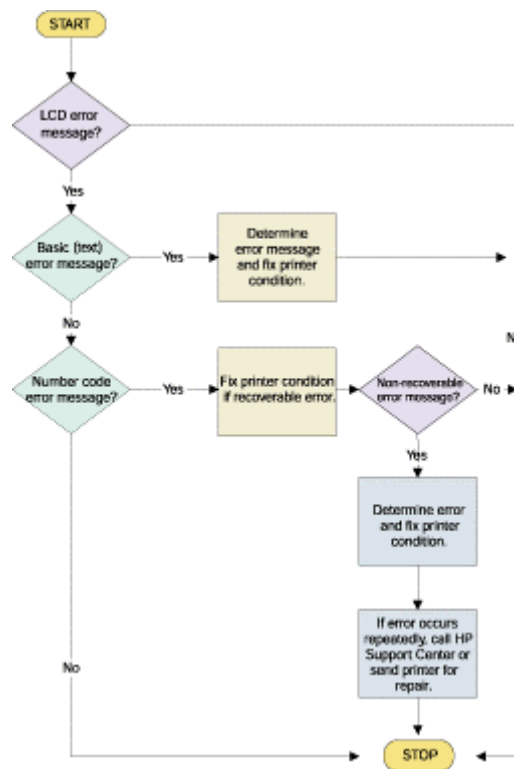 START
LCD error
message?
Yes
Basic (text)
error message?
Yes
Determine
error message
and fix printer
condition.
No
N
Number code
error message?
Yes
Fix printer condition
if recoverable error.
Non-recoverable
error message?
No
Yes
Determine error
and fix printer
condition.
If error occurs
repeatedly, call HP
Support Center or
send printer for
repair.
No
STOP